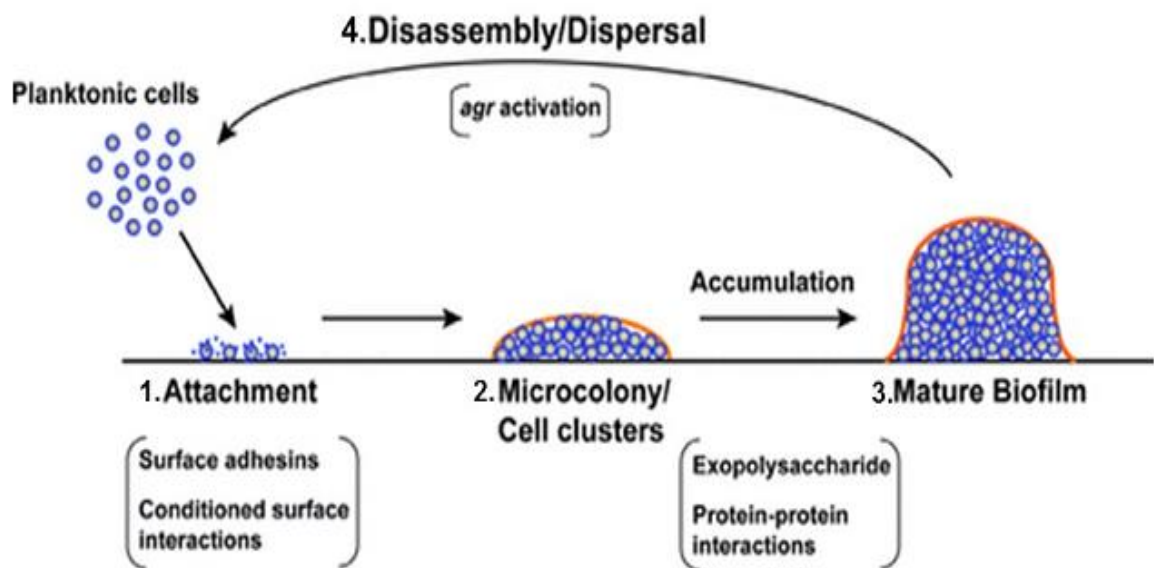 4.Disassembly/Dispersal
Planktonic cells
agr activation
Accumulation
1.Attachment
2.Microcolony/
Cell clusters
3.Mature Biofilm
Surface adhesins
Conditioned surface
interactions
Exopolysaccharide
Protein-protein
interactions